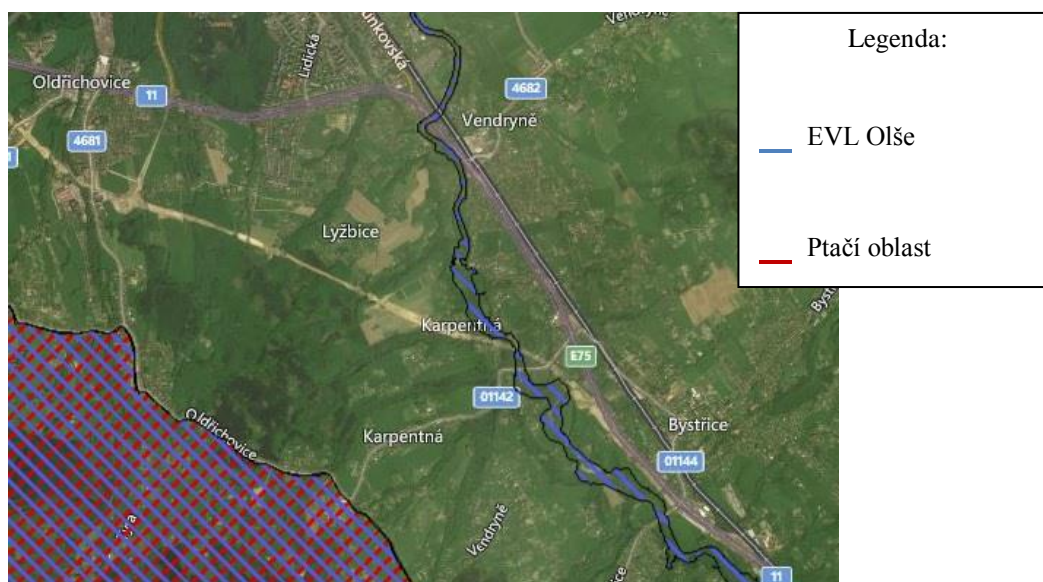 Vendryně
Legenda:
EVL Olše
Ptačí oblast
Oldřichovice
11
Lidická
4682
4681
Vendryně
Lyžbice
Karpentná
E75
01142
Oldřichovice
Karpentná
Bystřice
01144
Vendryně
11